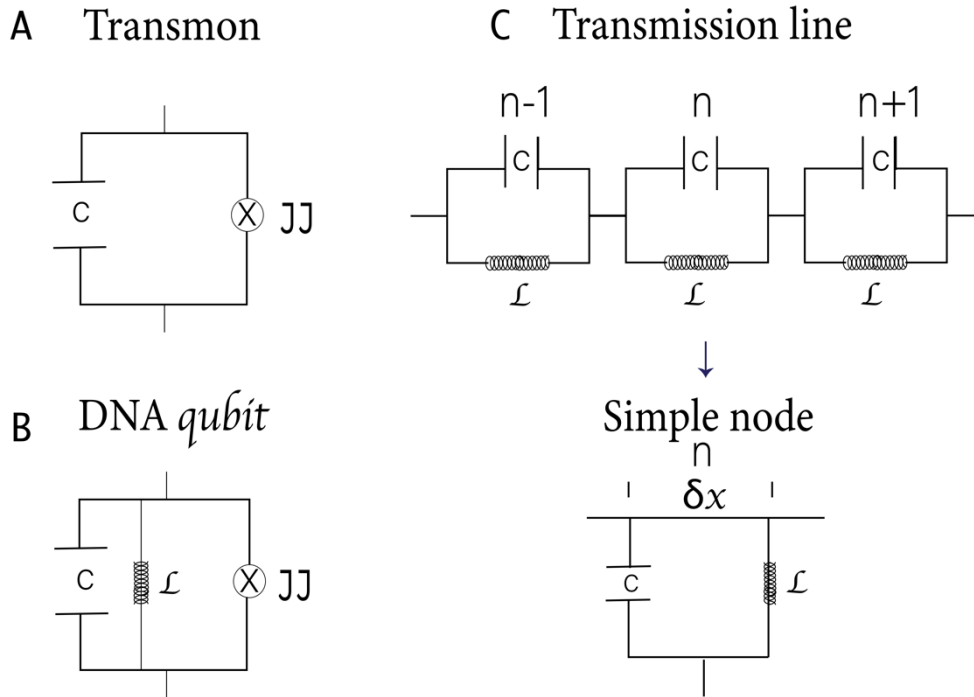 A Transmon
C
X JJ
B DNA qubit
C ℒ X JJ
C Transmission line
n-1 n n+1
C C C
ℒ ℒ ℒ
↓
Simple node
n
δx
C ℒ